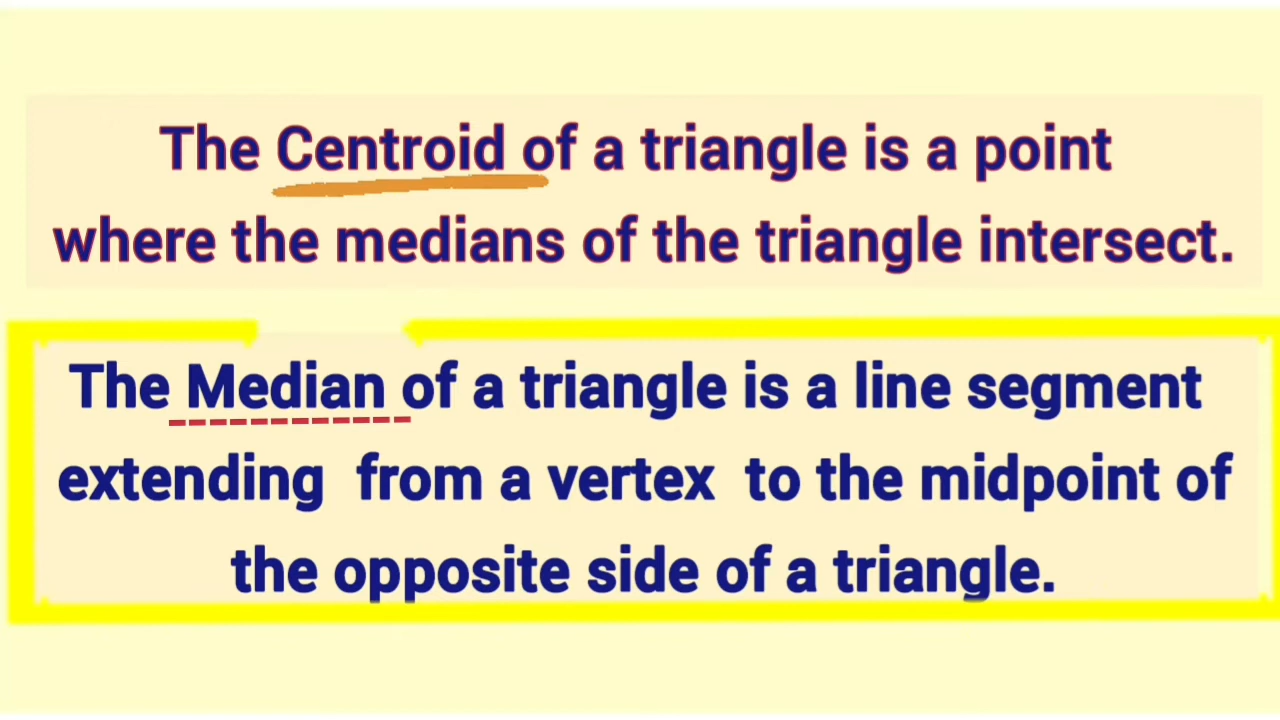 The Centroid of a triangle is a point
where the medians of the triangle intersect.
The Median of a triangle is a line segment
extending from a vertex to the midpoint of
the opposite side of a triangle.